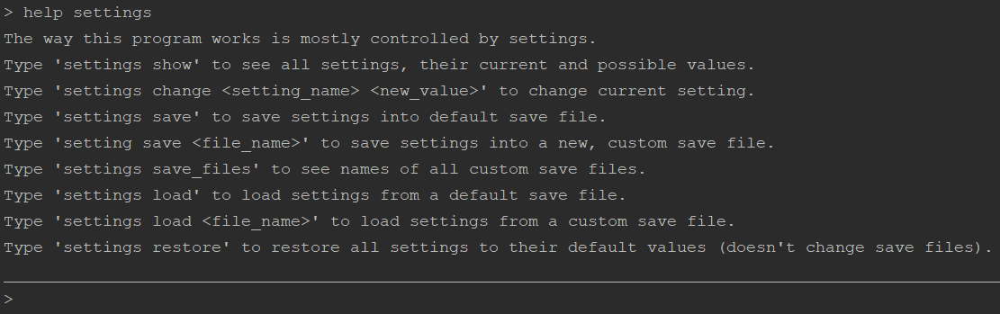 > help settings
The way this program works is mostly controlled by settings.
Type 'settings show' to see all settings, their current and possible values.
Type 'settings change <setting_name> <new_value>' to change current setting.
Type 'settings save' to save settings into default save file.
Type 'setting save <file_name>' to save settings into a new, custom save file.
Type 'settings save_files' to see names of all custom save files.
Type 'settings load' to load settings from a default save file.
Type 'settings load <file_name>' to load settings from a custom save file.
Type 'settings restore' to restore all settings to their default values (doesn't change save files).
>